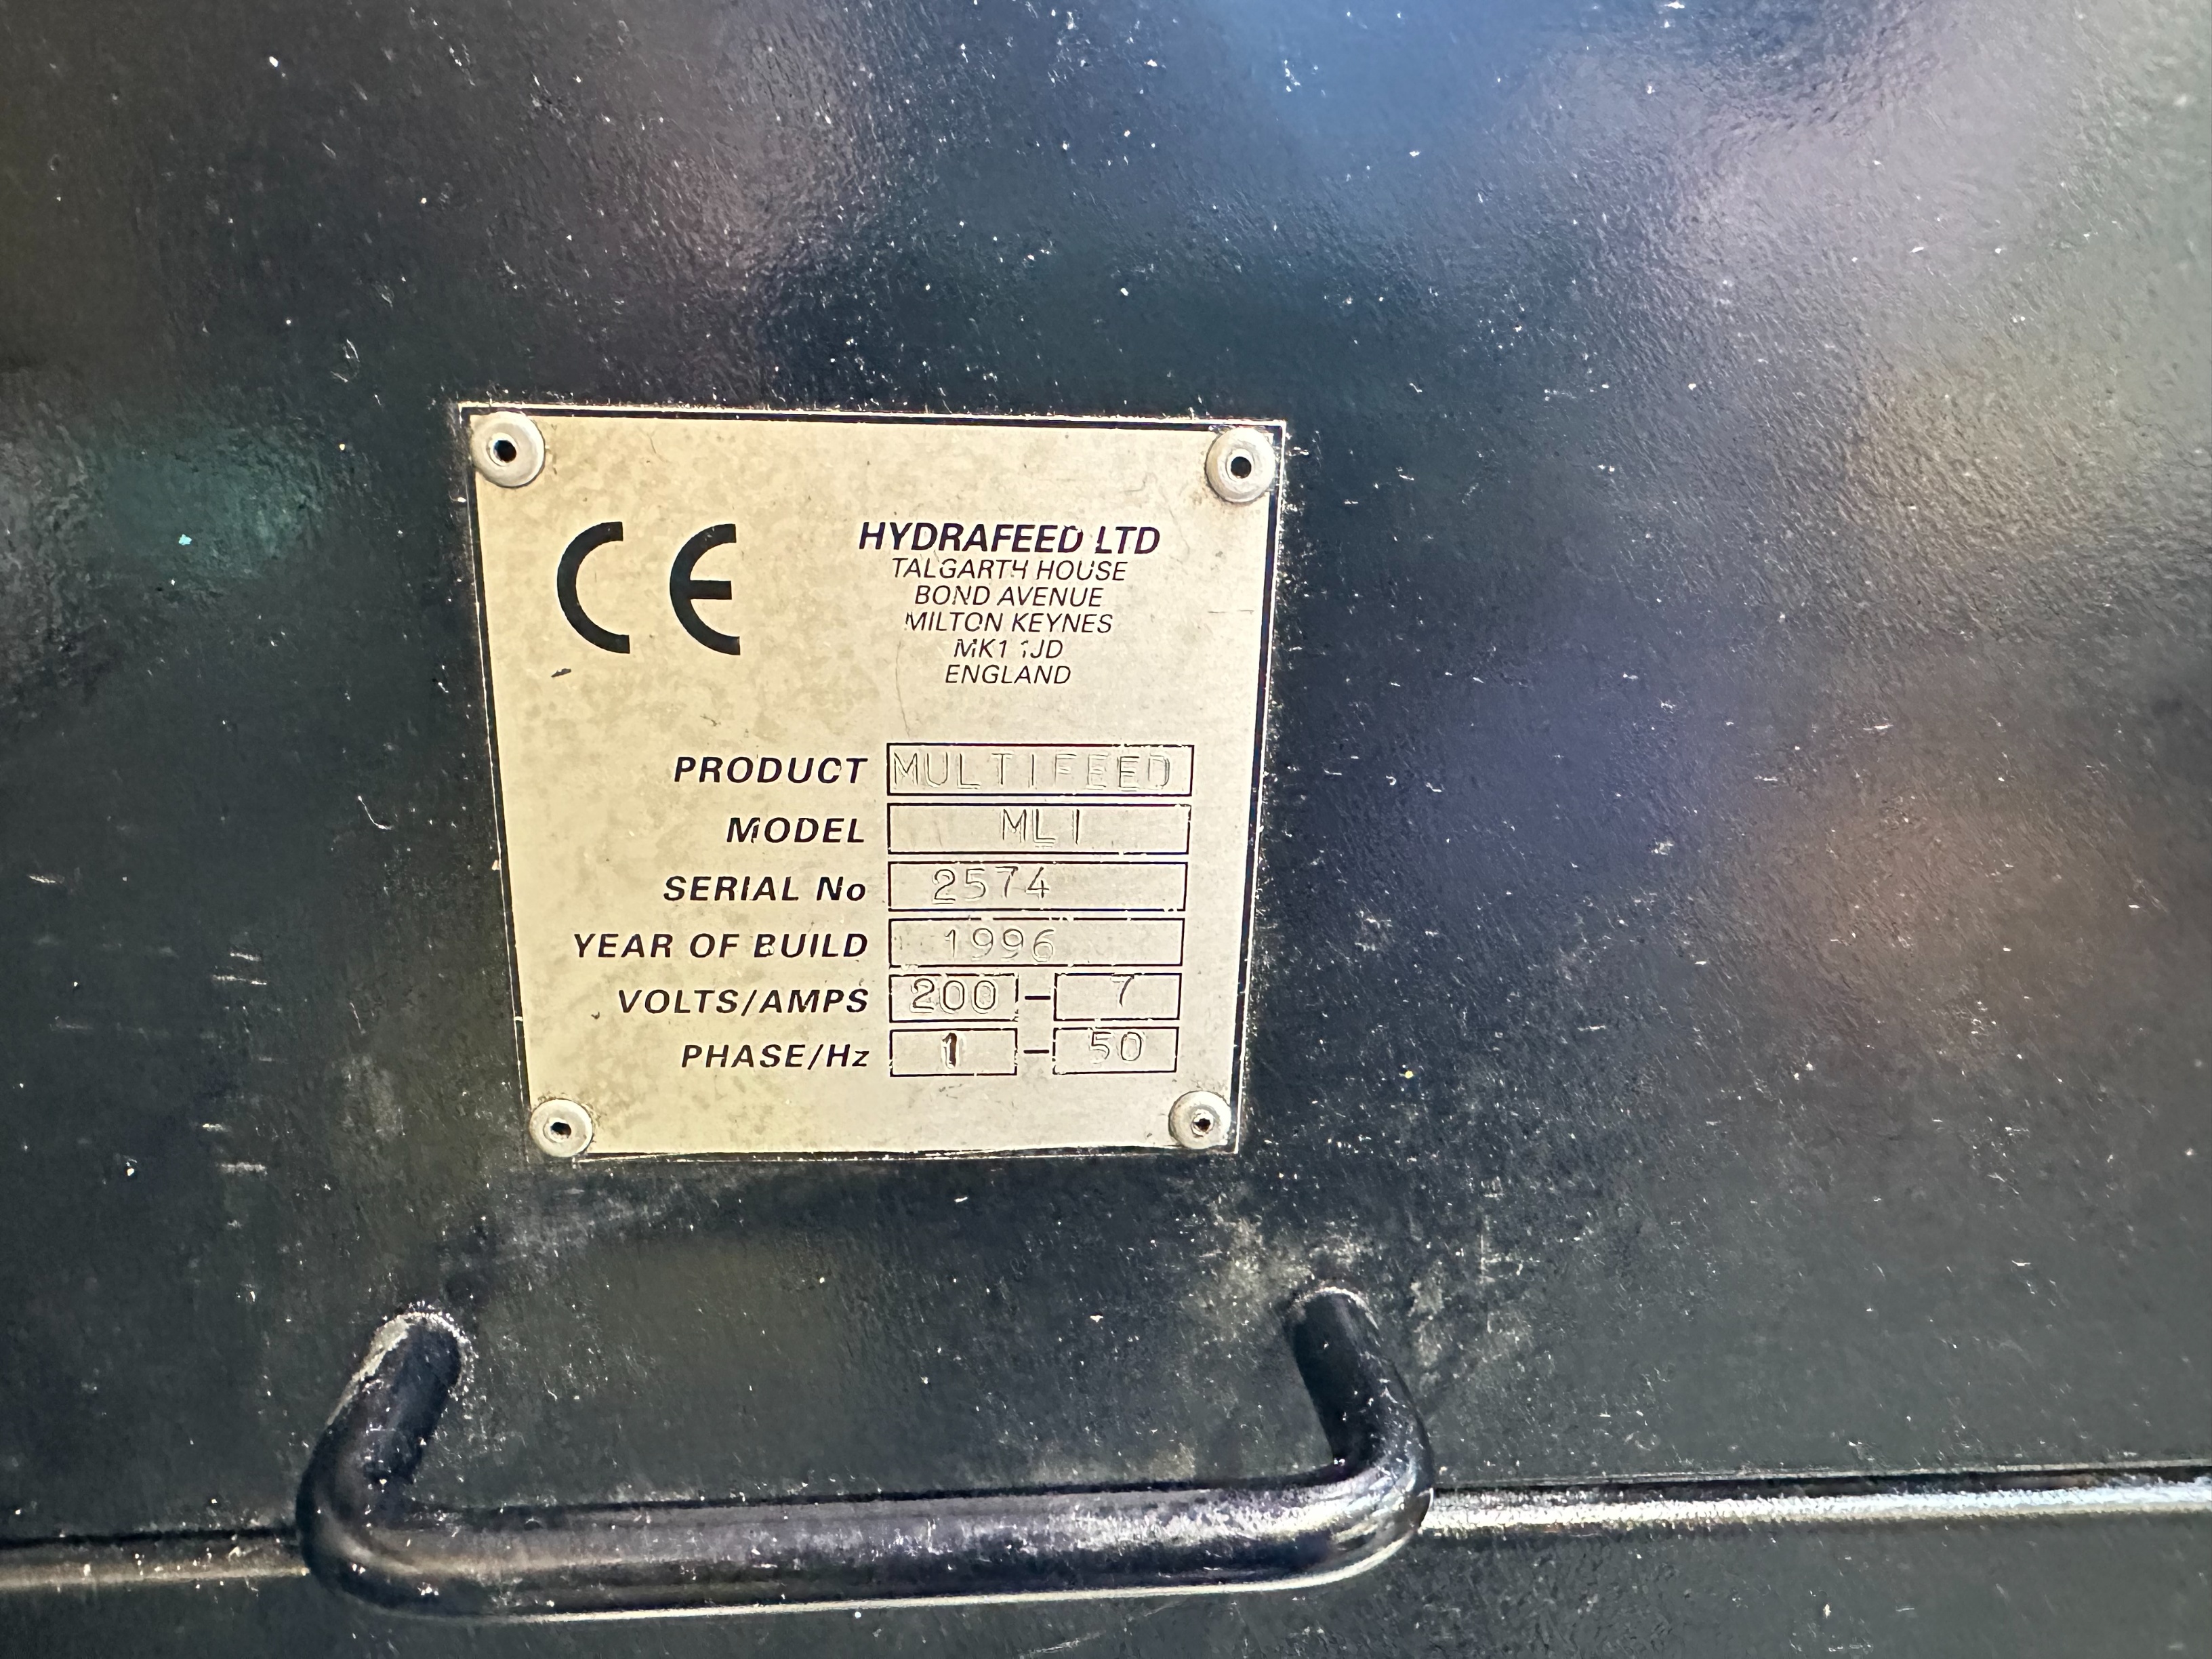 CE
HYDRAFEED LTD
TALGARTH HOUSE
BOND AVENUE
MILTON KEYNES
MK1 1JD
ENGLAND
PRODUCT MULTIFEED
MODEL ML1
SERIAL No 2574
YEAR OF BUILD 1996
VOLTS/AMPS 200 - 7
PHASE/Hz 1 - 50